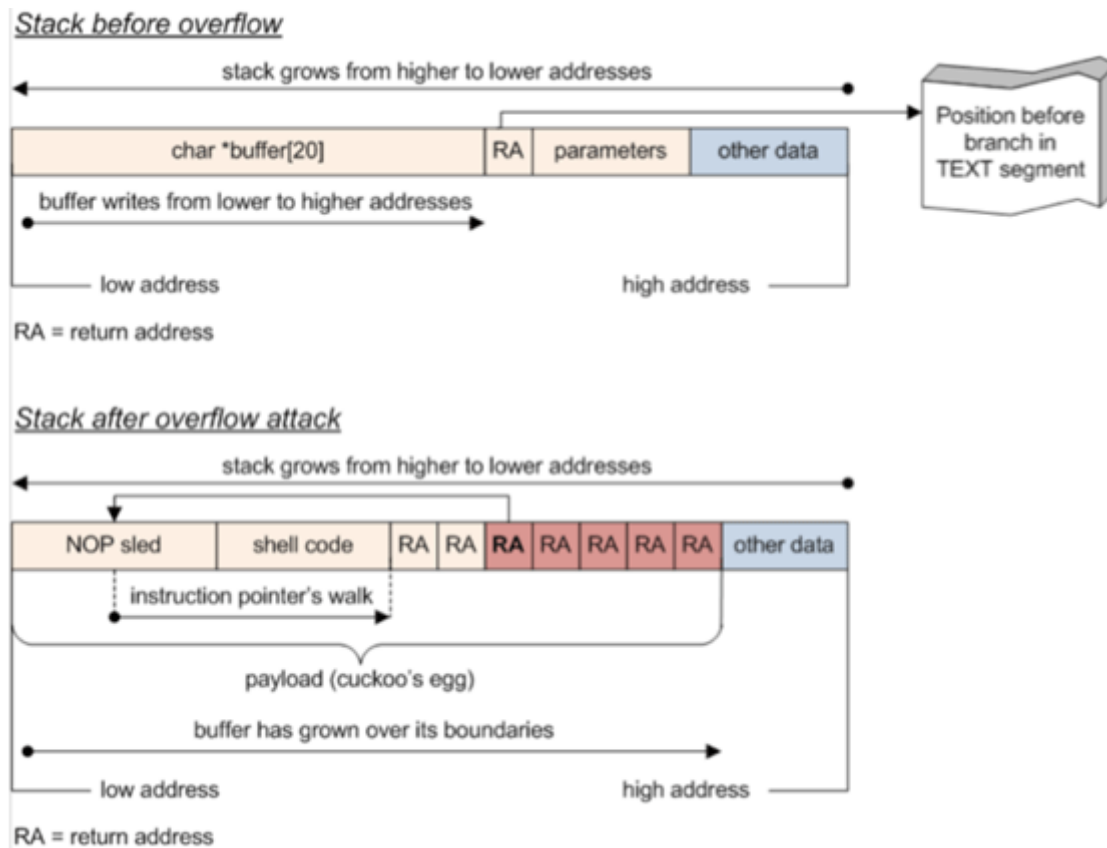 Stack before overflow
stack grows from higher to lower addresses
char *buffer[20]
RA
parameters
other data
Position before
branch in
TEXT segment
buffer writes from lower to higher addresses
low address
high address
RA = return address
Stack after overflow attack
stack grows from higher to lower addresses
NOP sled
shell code
RA
RA
RA
RA
RA
RA
RA
other data
instruction pointer's walk
payload (cuckoo's egg)
buffer has grown over its boundaries
low address
high address
RA = return address